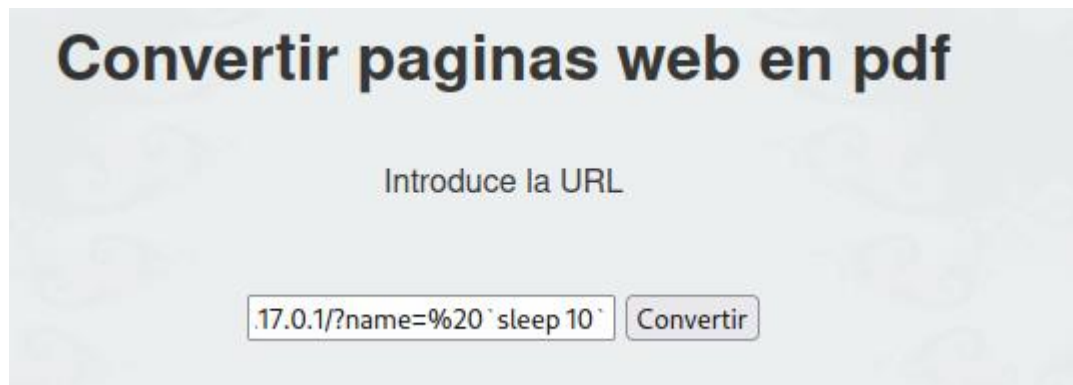 Convertir paginas web en pdf
Introduce la URL
.17.0.1/?name=%20`sleep 10` Convertir